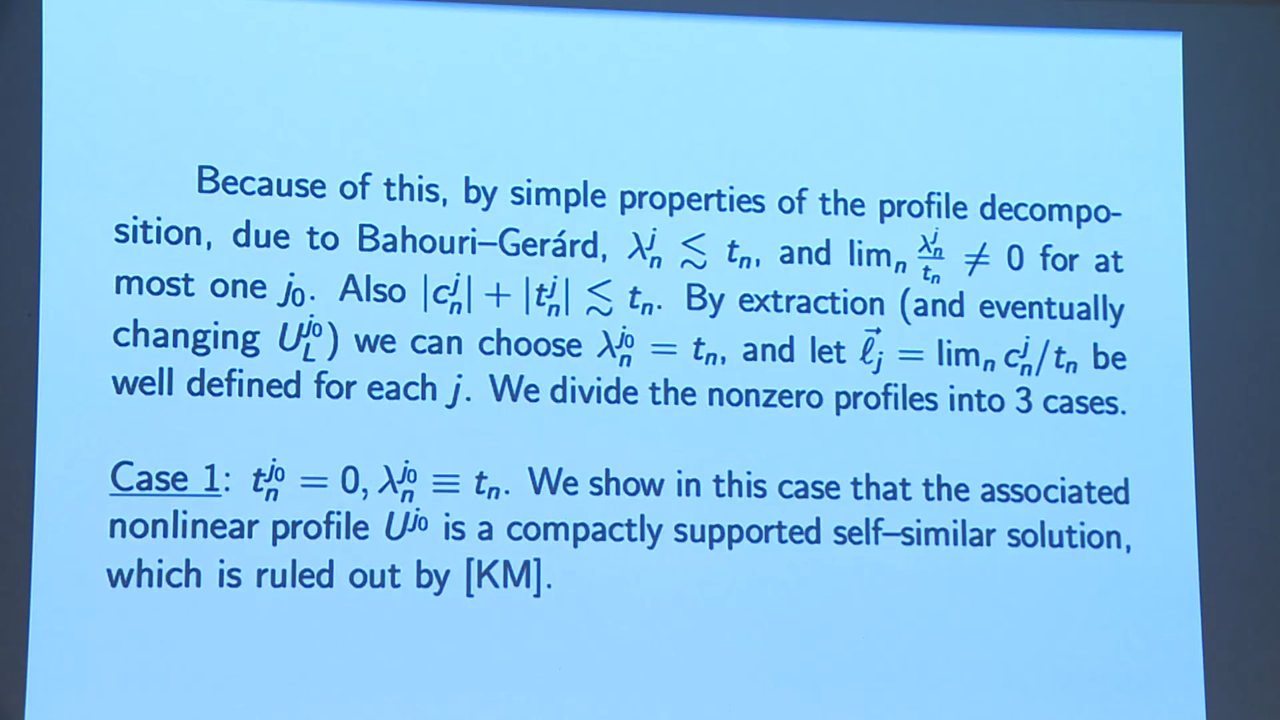 Because of this, by simple properties of the profile decompo-
sition, due to Bahouri–Gerárd, λ_n^j ≲ t_n, and lim_n λ_n^j/t_n ≠ 0 for at
most one j_0. Also |c_n^j| + |t_n^j| ≲ t_n. By extraction (and eventually
changing U_L^{j_0}) we can choose λ_n^{j_0} = t_n, and let ℓ⃗_j = lim_n c_n^j/t_n be
well defined for each j. We divide the nonzero profiles into 3 cases.
Case 1: t_n^{j_0} = 0, λ_n^{j_0} ≡ t_n. We show in this case that the associated
nonlinear profile U^{j_0} is a compactly supported self–similar solution,
which is ruled out by [KM].